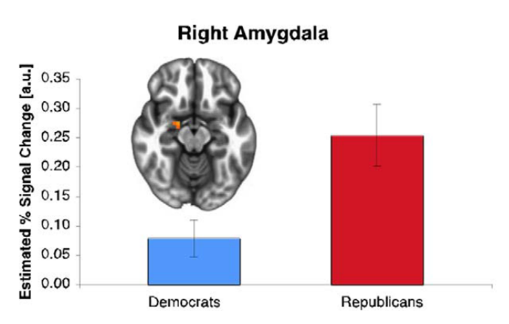 Right Amygdala
Estimated % Signal Change [a.u.]
0.35
0.30
0.25
0.20
0.15
0.10
0.05
0.00
Democrats
Republicans